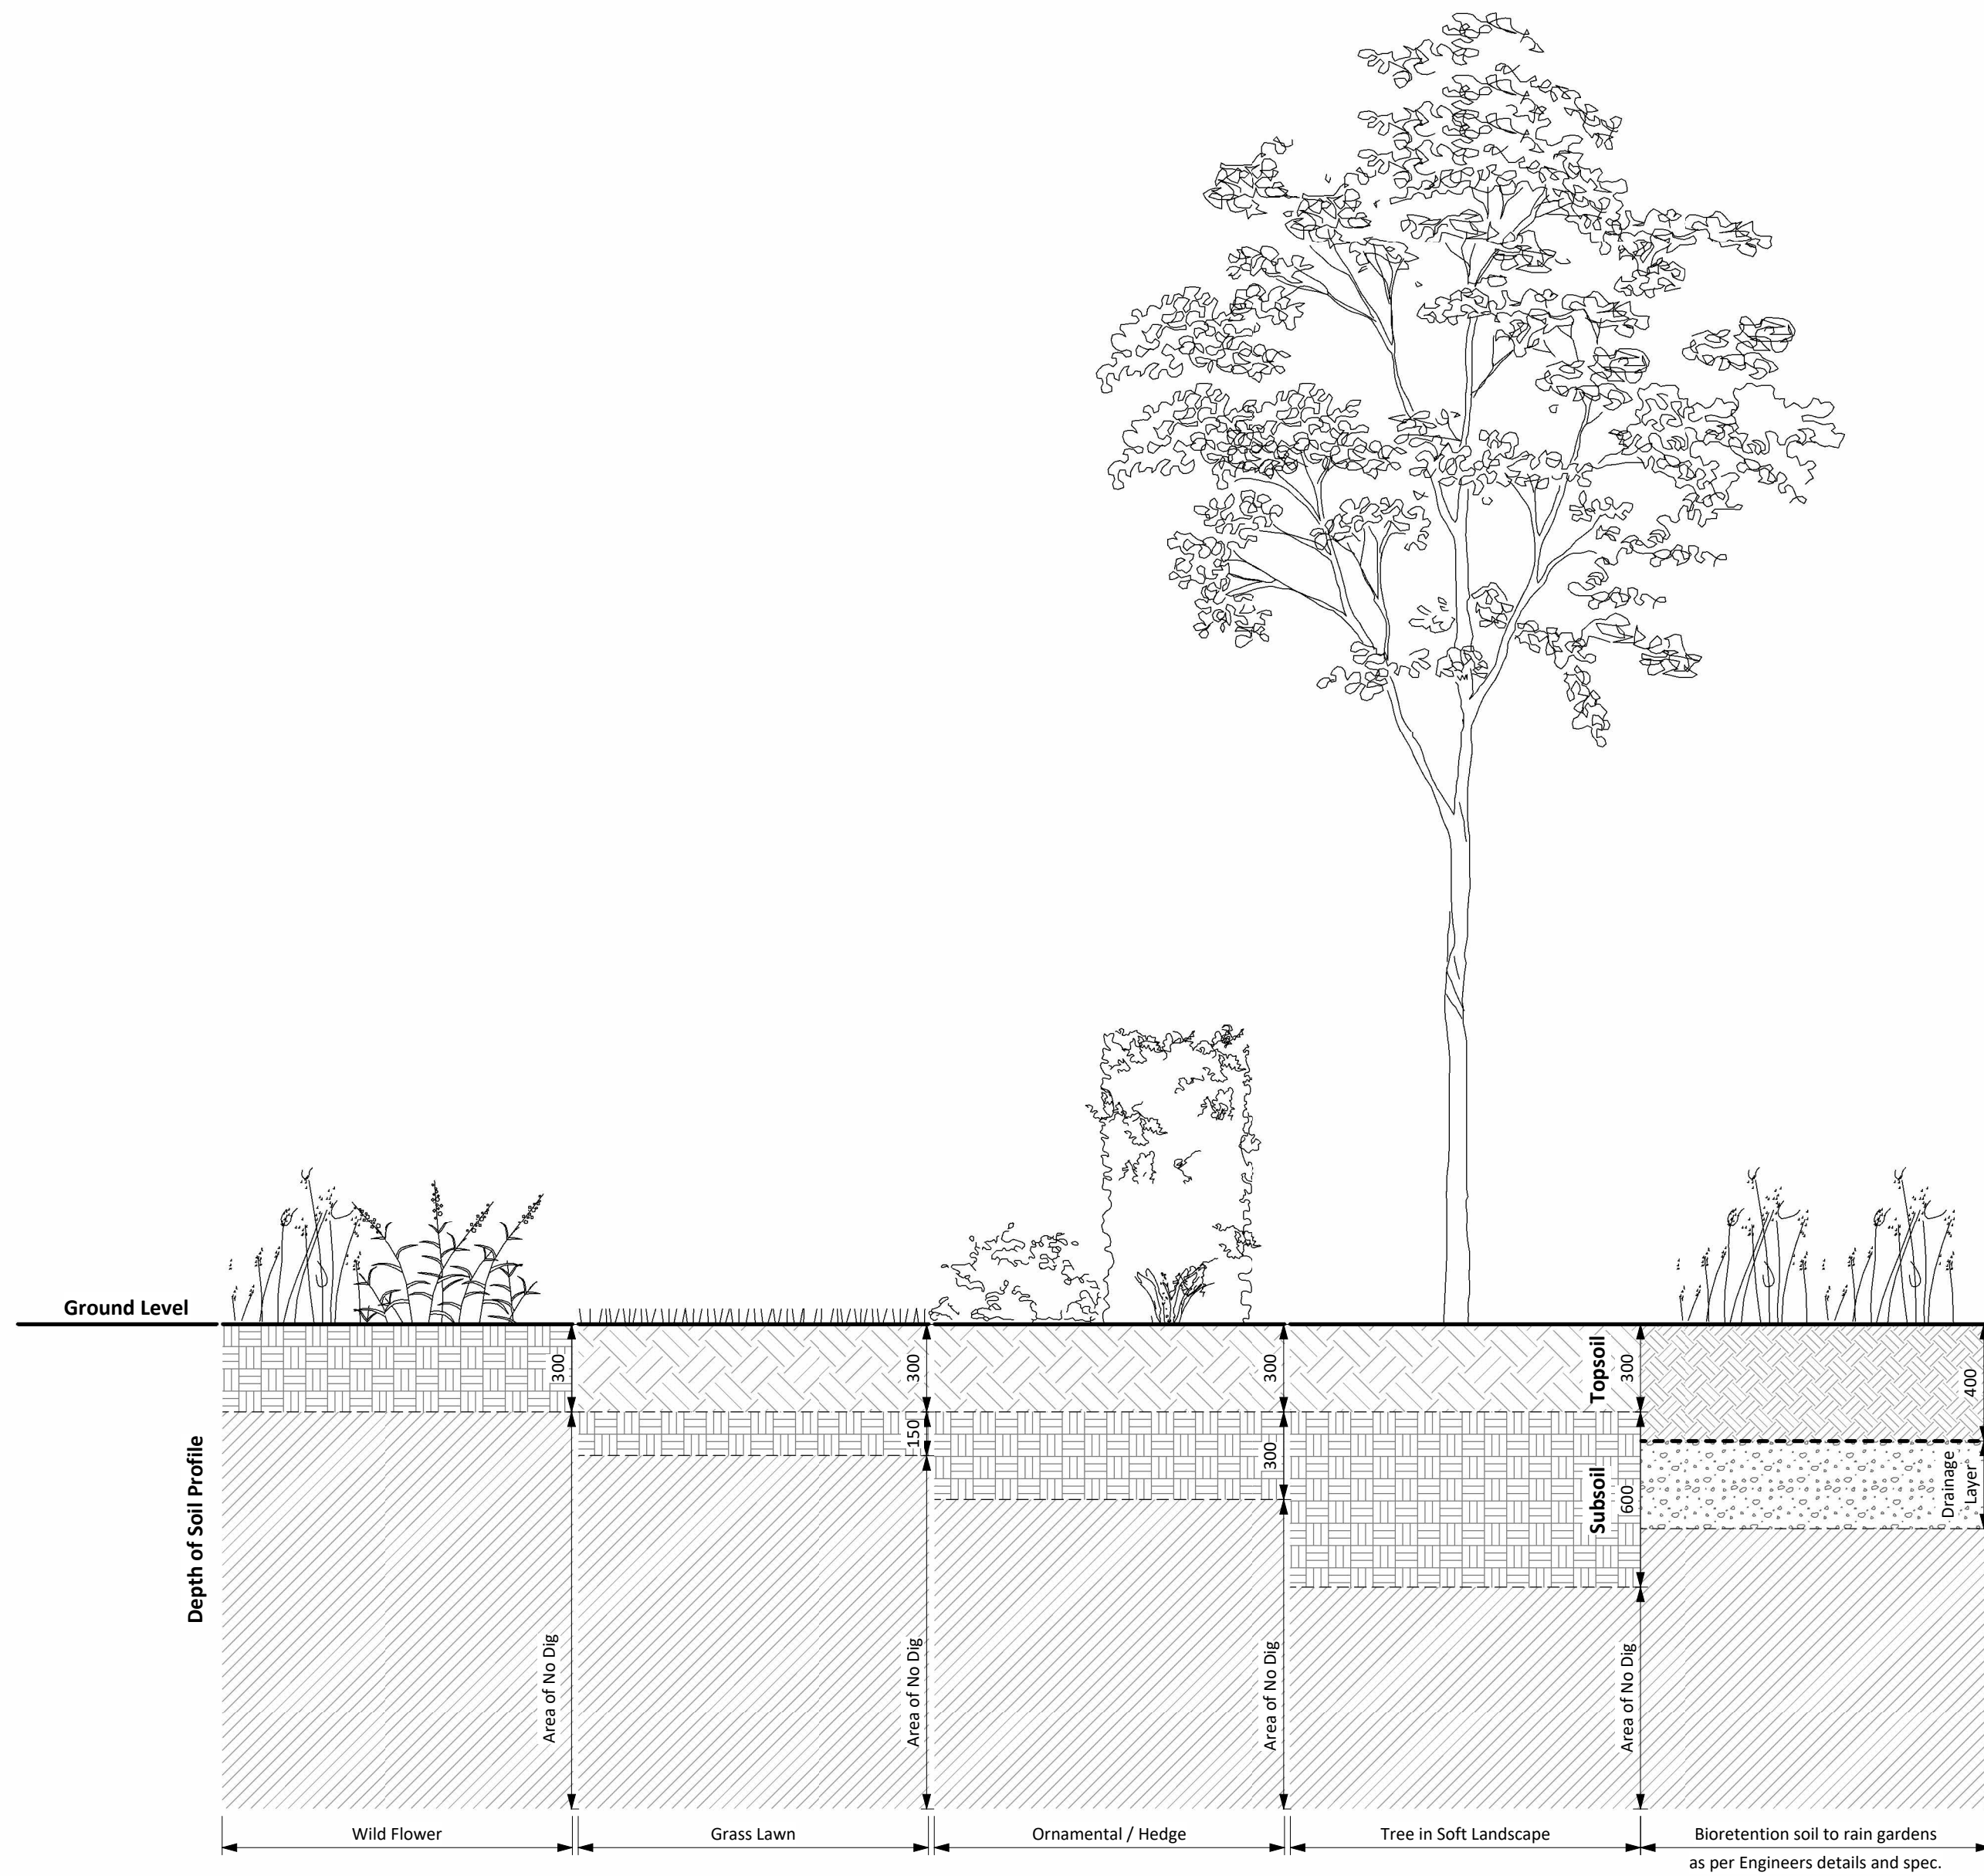 Ground Level
Depth of Soil Profile
300
300
300
Topsoil
300
400
150
300
Subsoil
600
Drainage
Layer
Area of No Dig
Area of No Dig
Area of No Dig
Area of No Dig
Wild Flower
Grass Lawn
Ornamental / Hedge
Tree in Soft Landscape
Bioretention soil to rain gardens
as per Engineers details and spec.